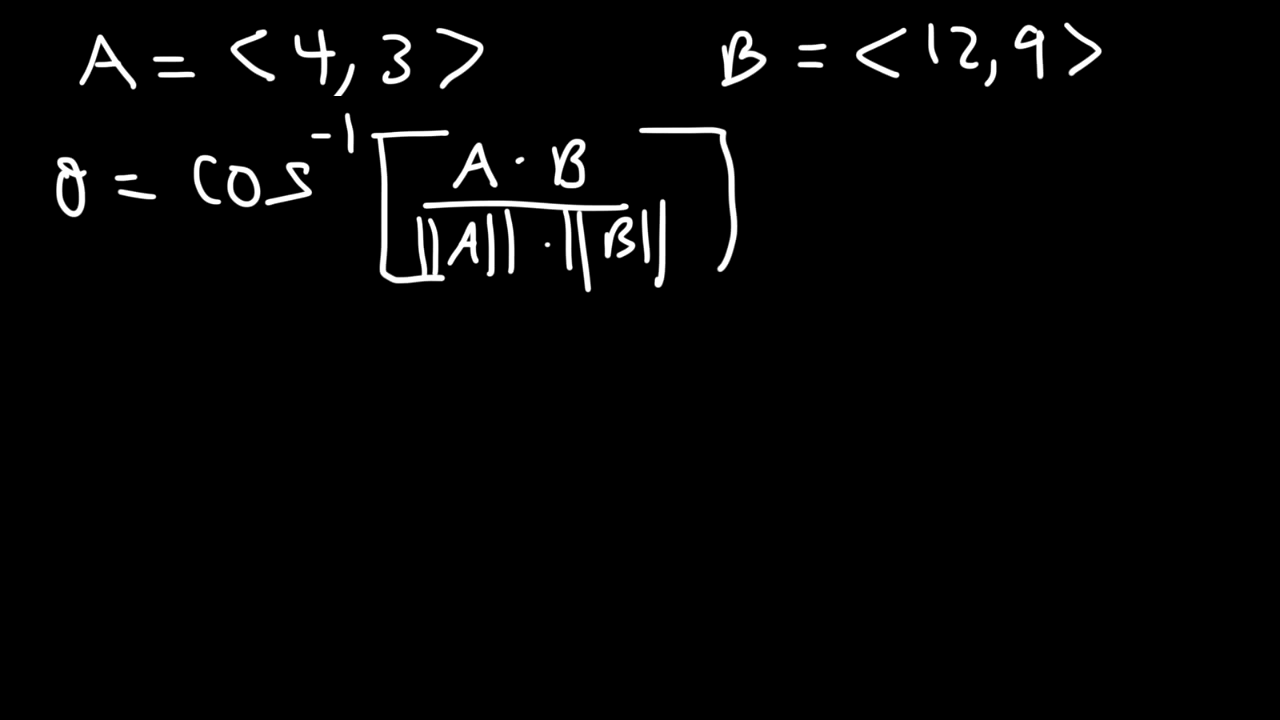 A = < 4, 3 > B = < 12, 9 >
θ = cos⁻¹ [ A · B / ||A|| · ||B|| ]